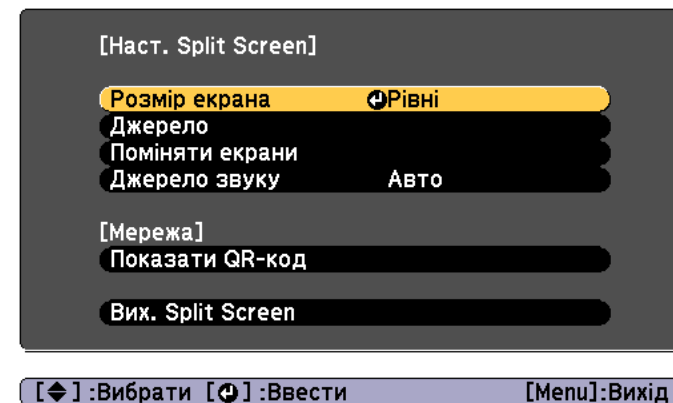 [Наст. Split Screen]
Розмір екрана Рівні
Джерело
Поміняти екрани
Джерело звуку Авто
[Мережа]
Показати QR-код
Вих. Split Screen
[ ] :Вибрати [ ] :Ввести [Menu]:Вихід